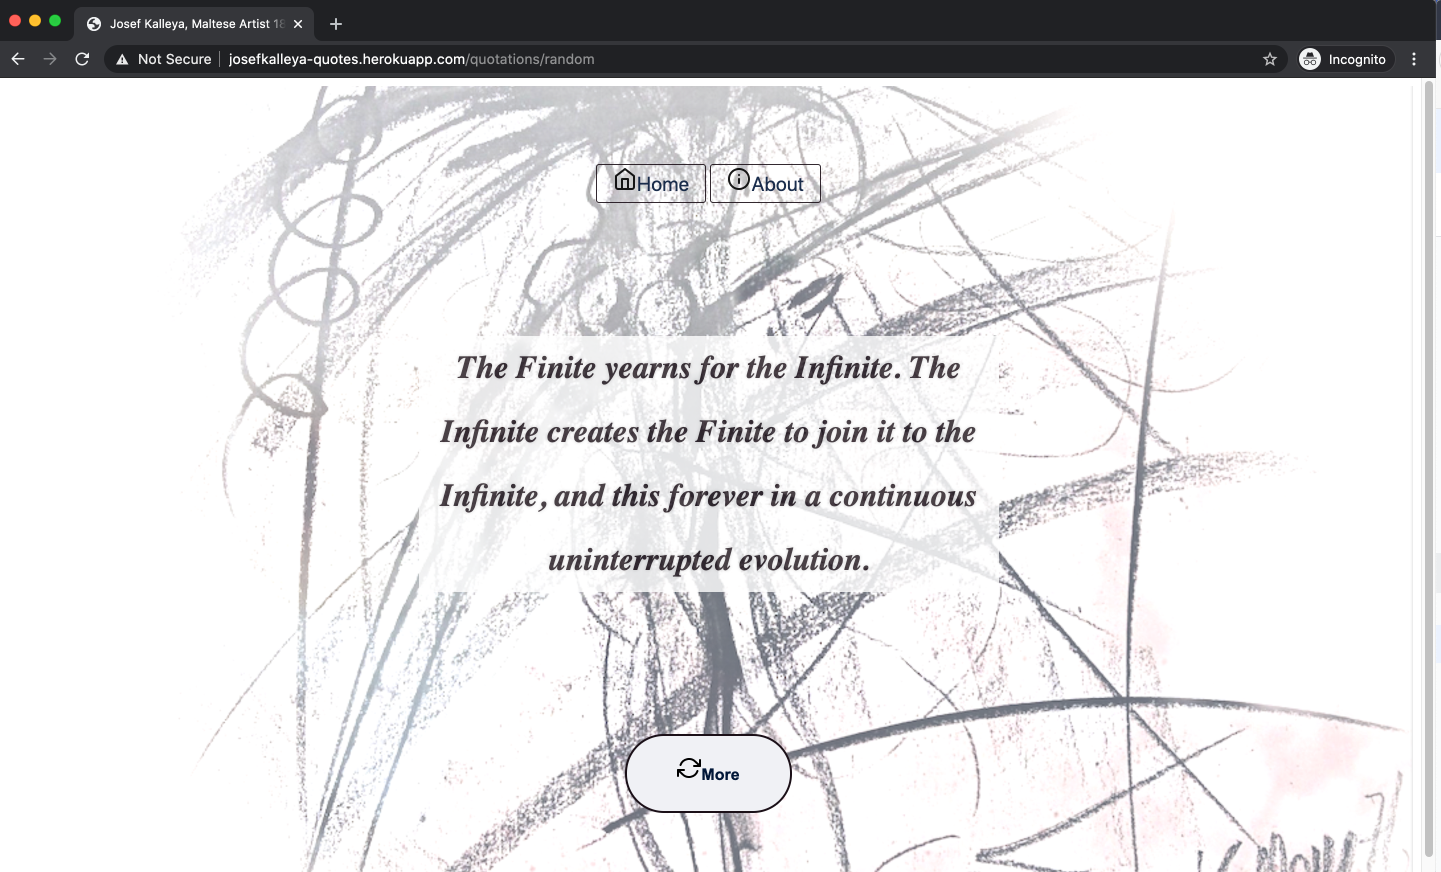 Josef Kalleya, Maltese Artist 18
Not Secure
josefkalleya-quotes.herokuapp.com/quotations/random
Incognito
Home
About
The Finite yearns for the Infinite. The
Infinite creates the Finite to join it to the
Infinite, and this forever in a continuous
uninterrupted evolution.
More